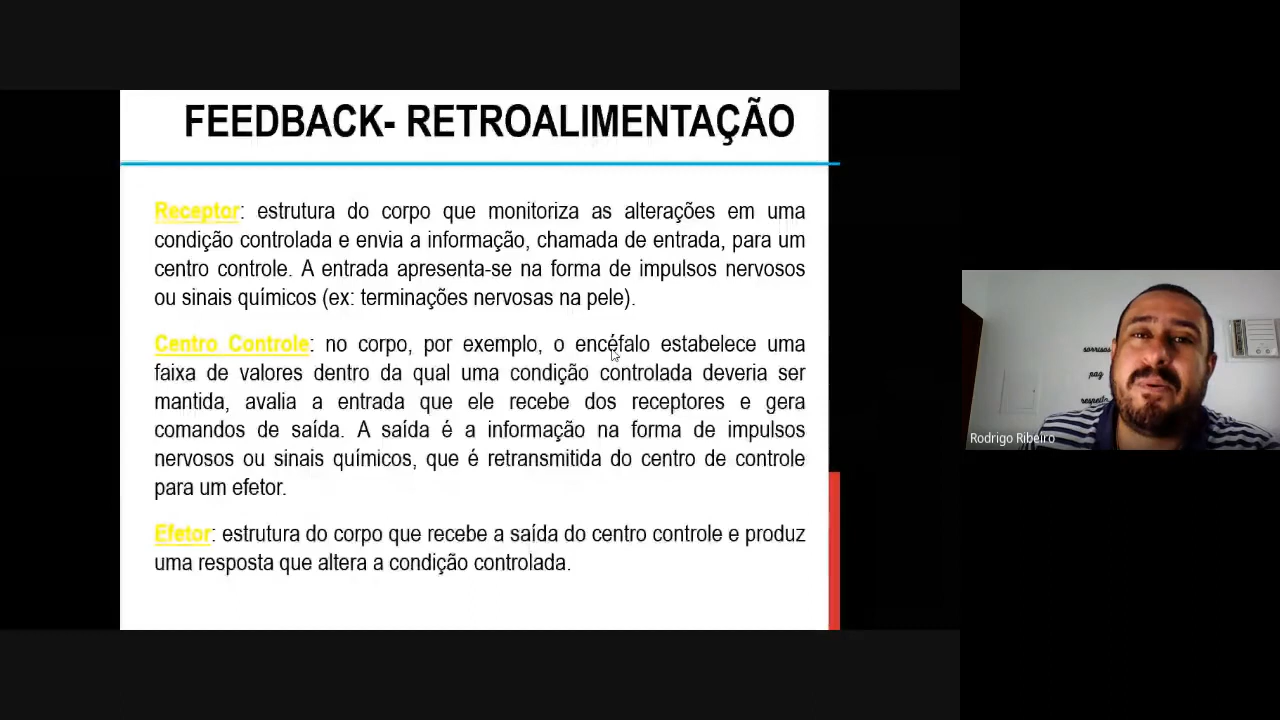 FEEDBACK- RETROALIMENTAÇÃO
Receptor: estrutura do corpo que monitoriza as alterações em uma
condição controlada e envia a informação, chamada de entrada, para um
centro controle. A entrada apresenta-se na forma de impulsos nervosos
ou sinais químicos (ex: terminações nervosas na pele).
Centro Controle: no corpo, por exemplo, o encéfalo estabelece uma
faixa de valores dentro da qual uma condição controlada deveria ser
mantida, avalia a entrada que ele recebe dos receptores e gera
comandos de saída. A saída é a informação na forma de impulsos
nervosos ou sinais químicos, que é retransmitida do centro de controle
para um efetor.
Efetor: estrutura do corpo que recebe a saída do centro controle e produz
uma resposta que altera a condição controlada.
sorrisos
paz
respeito
Rodrigo Ribeiro